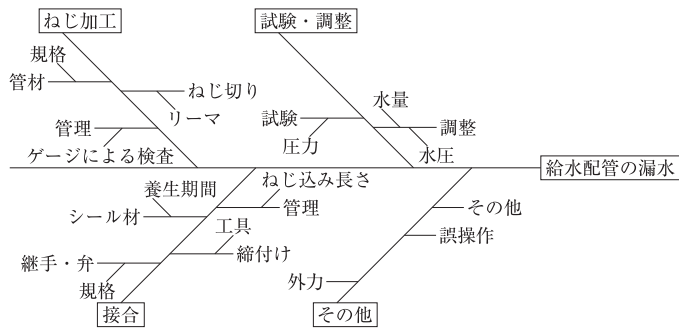 ねじ加工
試験・調整
規格
管材
ねじ切り
リーマ
管理
ゲージによる検査
水量
試験
調整
圧力
水圧
給水配管の漏水
養生期間
ねじ込み長さ
シール材
管理
工具
締付け
継手・弁
規格
接合
その他
誤操作
外力
その他